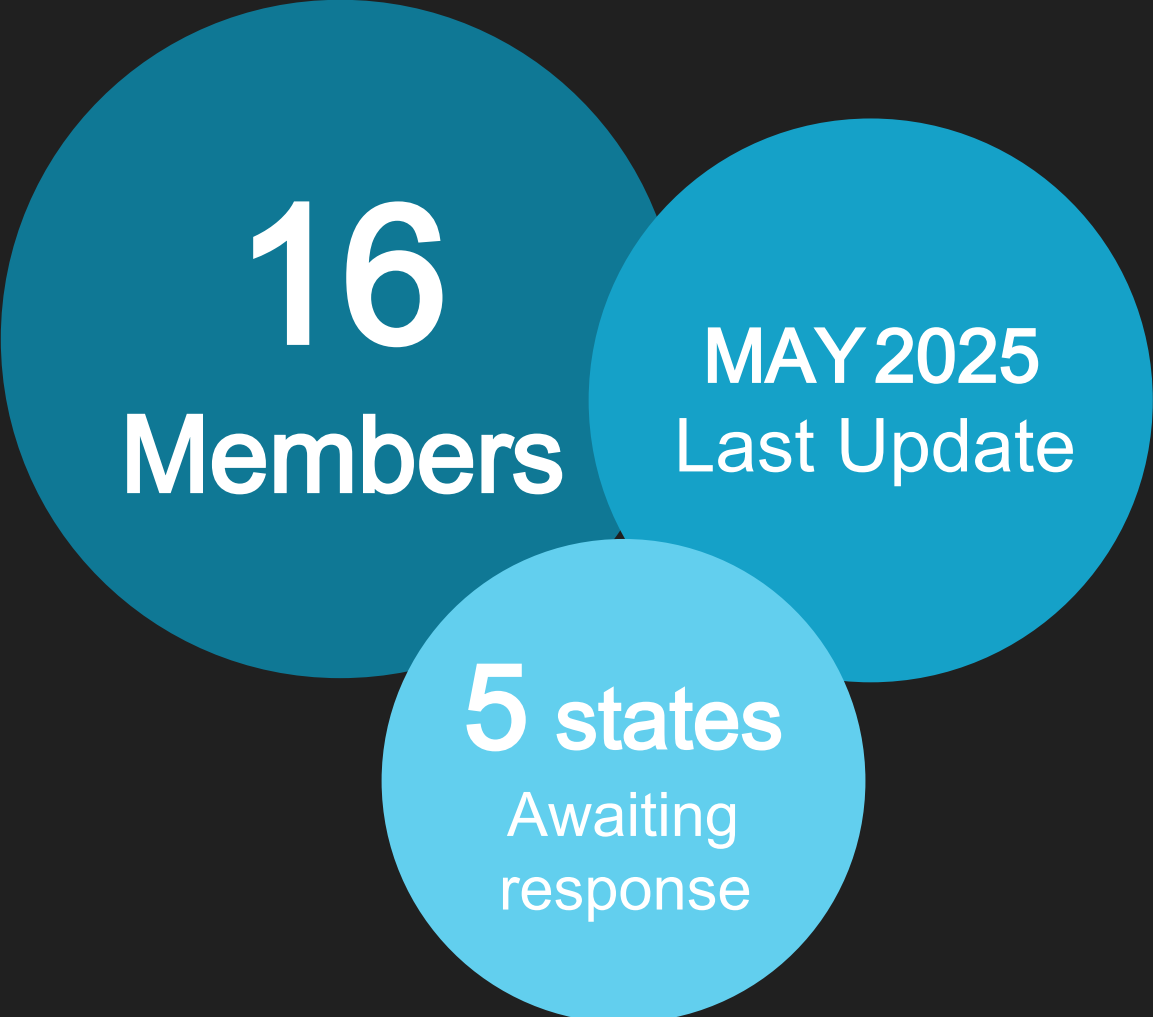 16
Members
MAY 2025
Last Update
5 states
Awaiting
response